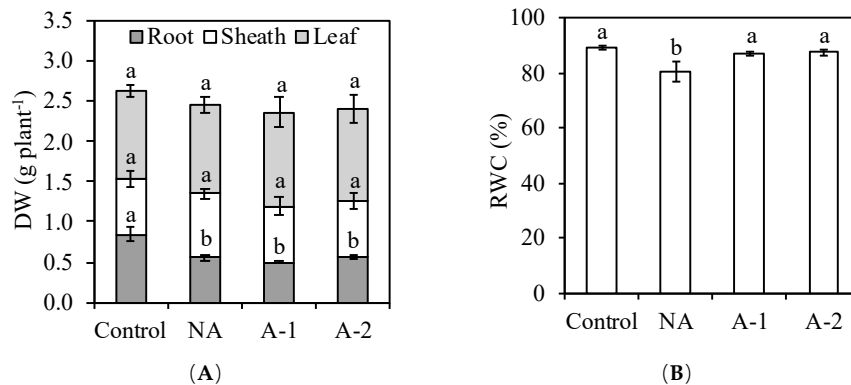 3.5
Root Sheath Leaf
3.0
a
a
a
a
2.5
2.0
DW (g plant⁻¹)
a
a
a
a
1.5
a
1.0
b
b
b
0.5
0.0
Control NA A-1 A-2
(A)
100
a
b
a
a
80
60
RWC (%)
40
20
0
Control NA A-1 A-2
(B)